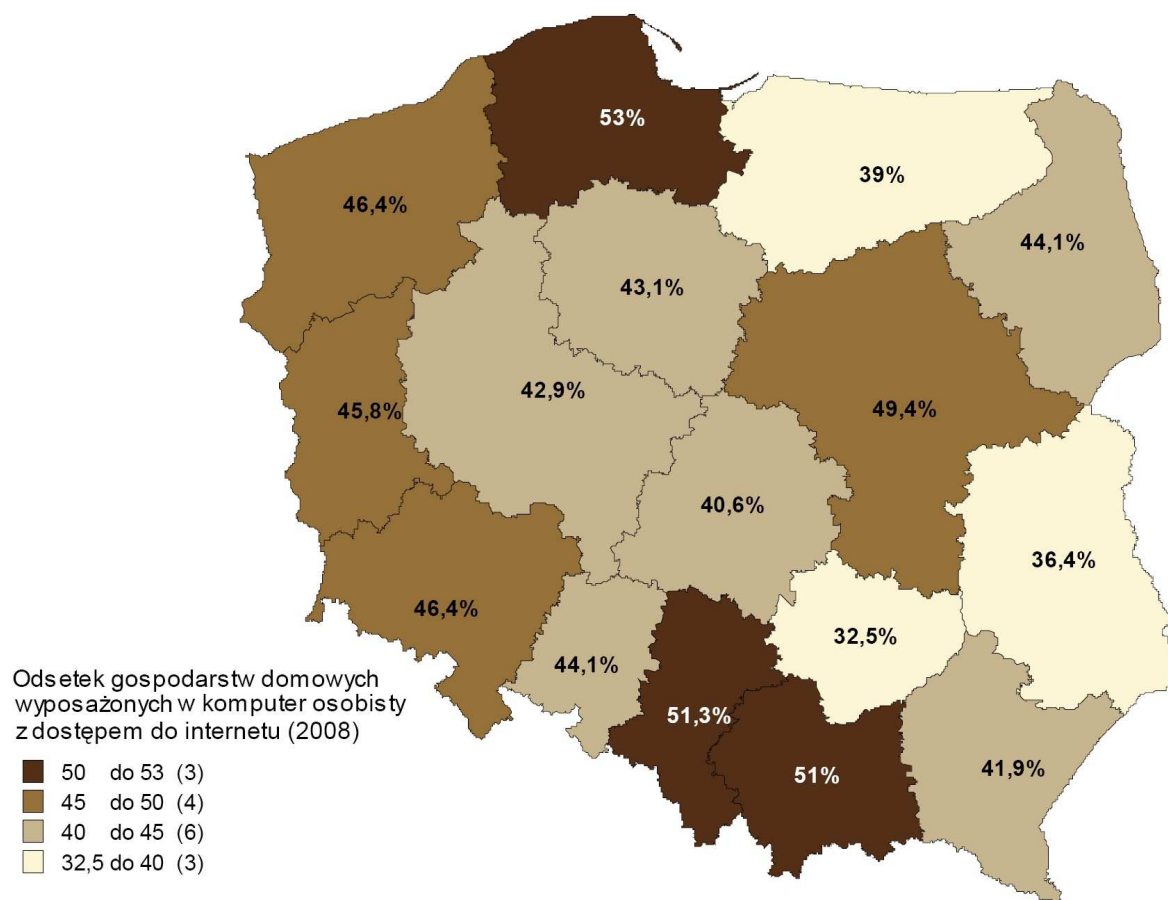 53%
39%
46,4%
44,1%
43,1%
42,9%
45,8%
49,4%
40,6%
36,4%
46,4%
32,5%
44,1%
51,3%
51%
41,9%
Odsetek gospodarstw domowych
wyposażonych w komputer osobisty
z dostępem do internetu (2008)
50 do 53 (3)
45 do 50 (4)
40 do 45 (6)
32,5 do 40 (3)